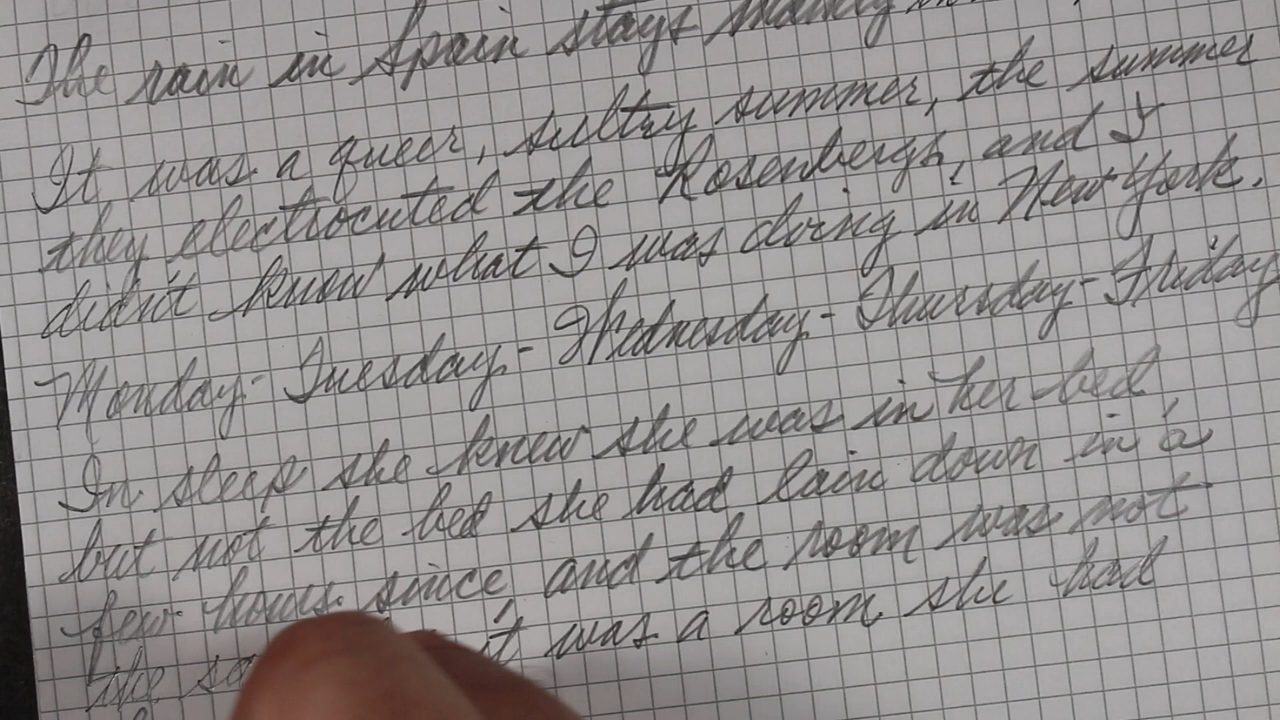 The rain in Spain stays mainly
It was a queer, sultry summer, the summer
they electrocuted the Rosenbergs, and I
didn't know what I was doing in New York.
Monday - Tuesday - Wednesday - Thursday - Friday
In sleep she knew she was in her bed
but not the bed she had lain down in a
few hours since, and the room was not
the it was a room she had